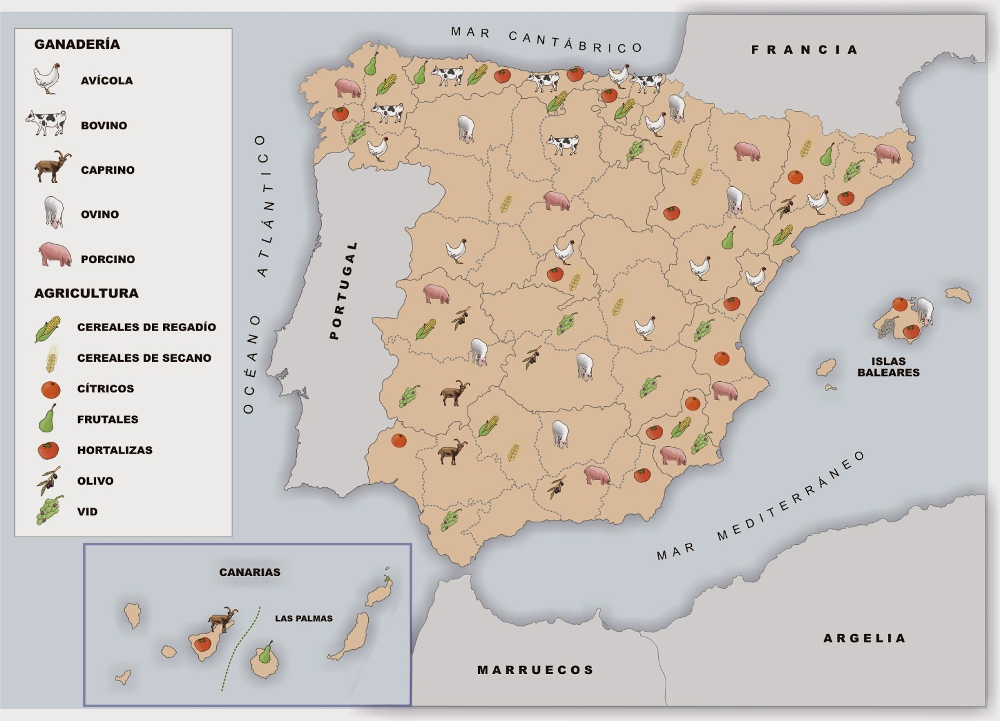 MAR CANTÁBRICO
FRANCIA
GANADERÍA
AVÍCOLA
BOVINO
CAPRINO
OVINO
PORCINO
AGRICULTURA
CEREALES DE REGADÍO
CEREALES DE SECANO
CÍTRICOS
FRUTALES
HORTALIZAS
OLIVO
VID
OCÉANO ATLÁNTICO
PORTUGAL
ISLAS
BALEARES
MAR MEDITERRÁNEO
CANARIAS
LAS PALMAS
MARRUECOS
ARGELIA